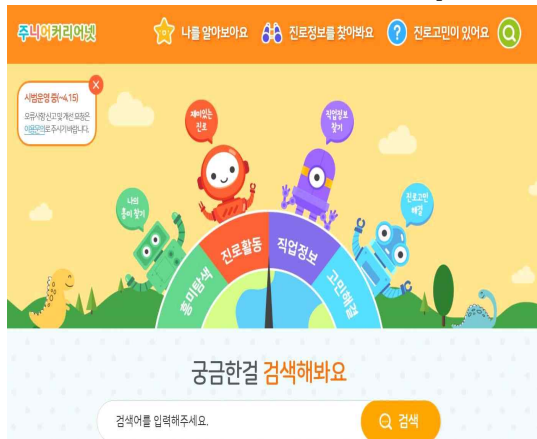 주니어커리어넷
나를 알아보아요
진로정보를 찾아봐요
? 진로고민이 있어요
시범운영 중(~4.15)
오류사항 신고 및 개선 요청은
이용문의로 주시기 바랍니다.
재미있는
진로
직업정보
찾기
나의
흥미 찾기
진로고민
해결
흥미탐색
진로활동
직업정보
고민해결
궁금한걸 검색해봐요
검색어를 입력해주세요.
검색